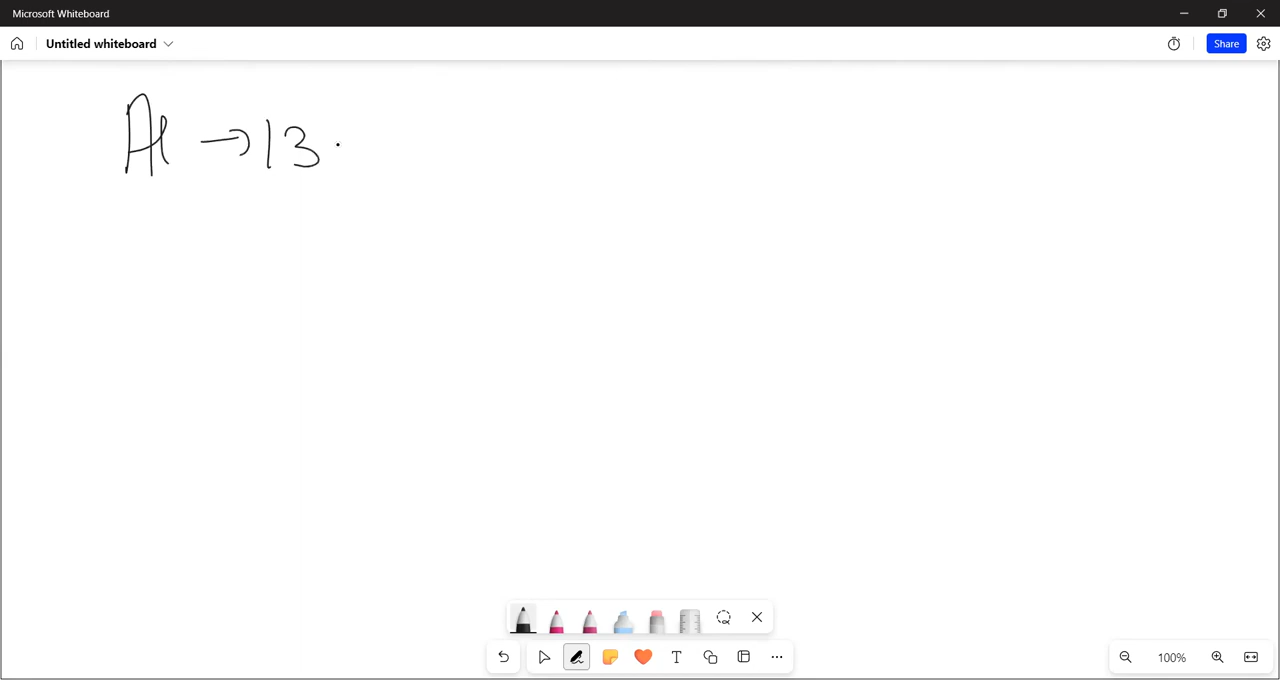 Microsoft Whiteboard
Untitled whiteboard
Share
Al → 13
100%